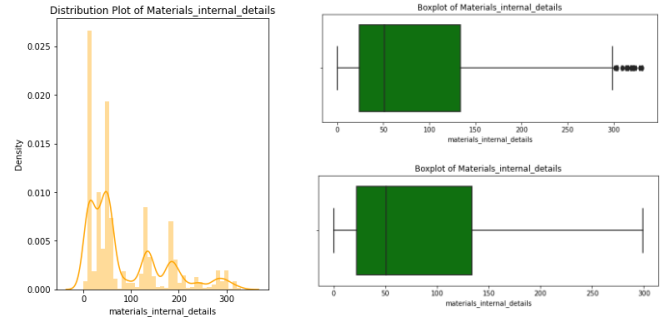 Distribution Plot of Materials_internal_details
0.025
0.020
0.015
0.010
0.005
0.000
Density
0 100 200 300
materials_internal_details
Boxplot of Materials_internal_details
0 50 100 150 200 250 300
materials_internal_details
Boxplot of Materials_internal_details
0 50 100 150 200 250 300
materials_internal_details